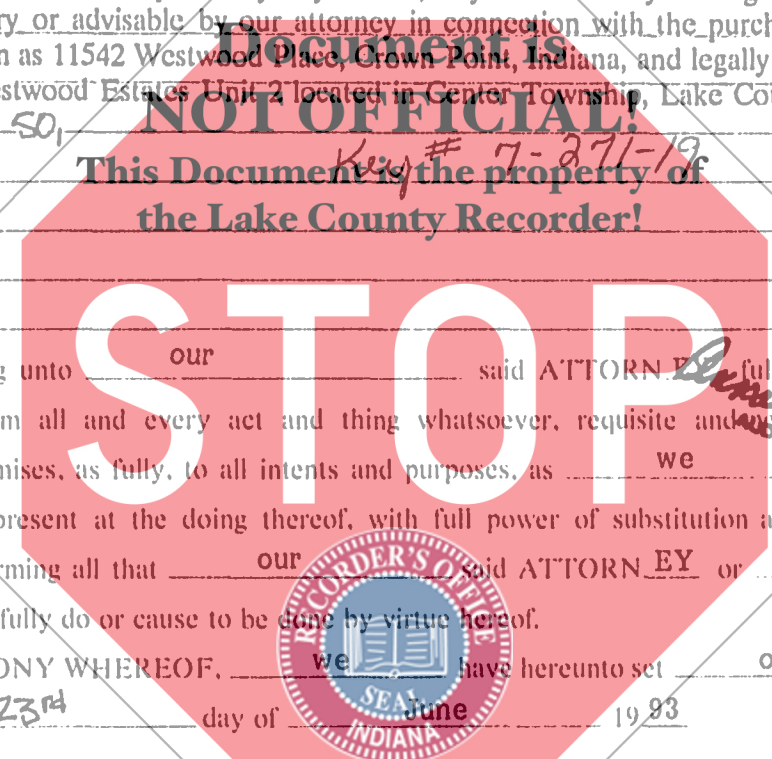 ry or advisable by our attorney in connection with the purch
Document is
n as 11542 Westwood Place, Crown Point, Indiana, and legally
stwood Estates Unit 2 located in Center Township, Lake Cou
NOT OFFICIAL!
50,
Key # 7-271-19
This Document is the property of
the Lake County Recorder!
STOP
g unto our said ATTORN EY ful
m all and every act and thing whatsoever, requisite and
mises, as fully, to all intents and purposes, as we
present at the doing thereof, with full power of substitution a
rming all that our said ATTORN EY or
fully do or cause to be done by virtue hereof.
RECORDER'S OFFICE
SEAL
INDIANA
ONY WHEREOF, we have hereunto set o
23rd day of June 19 93